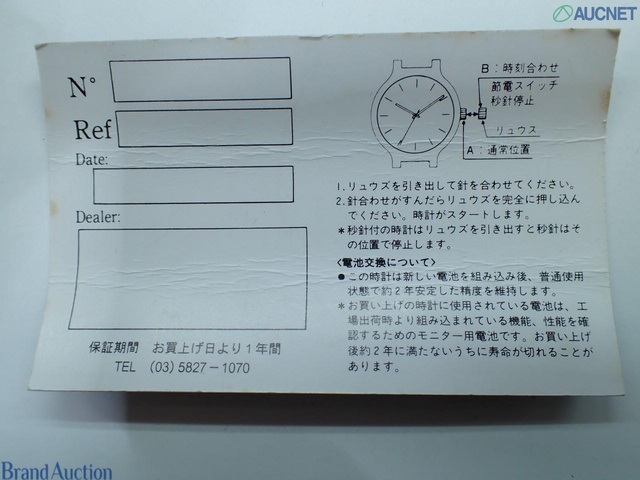 AUCNET
N°
Ref
Date:
Dealer:
保証期間 お買上げ日より1年間
TEL (03)5827-1070
B:時刻合わせ
節電スイッチ
秒針停止
リュウス
A:通常位置
1.リュウズを引き出して針を合わせてください。
2.針合わせがすんだらリュウズを完全に押し込ん
でください。時計がスタートします。
*秒針付の時計はリュウズを引き出すと秒針はそ
の位置で停止します。
<電池交換について>
●この時計は新しい電池を組み込み後、普通使用
状態で約2年安定した精度を維持します。
*お買い上げの時計に使用されている電池は、工
場出荷時より組み込まれている機能、性能を確
認するためのモニター用電池です。お買い上げ
後約2年に満たないうちに寿命が切れることが
あります。
Brand Auction